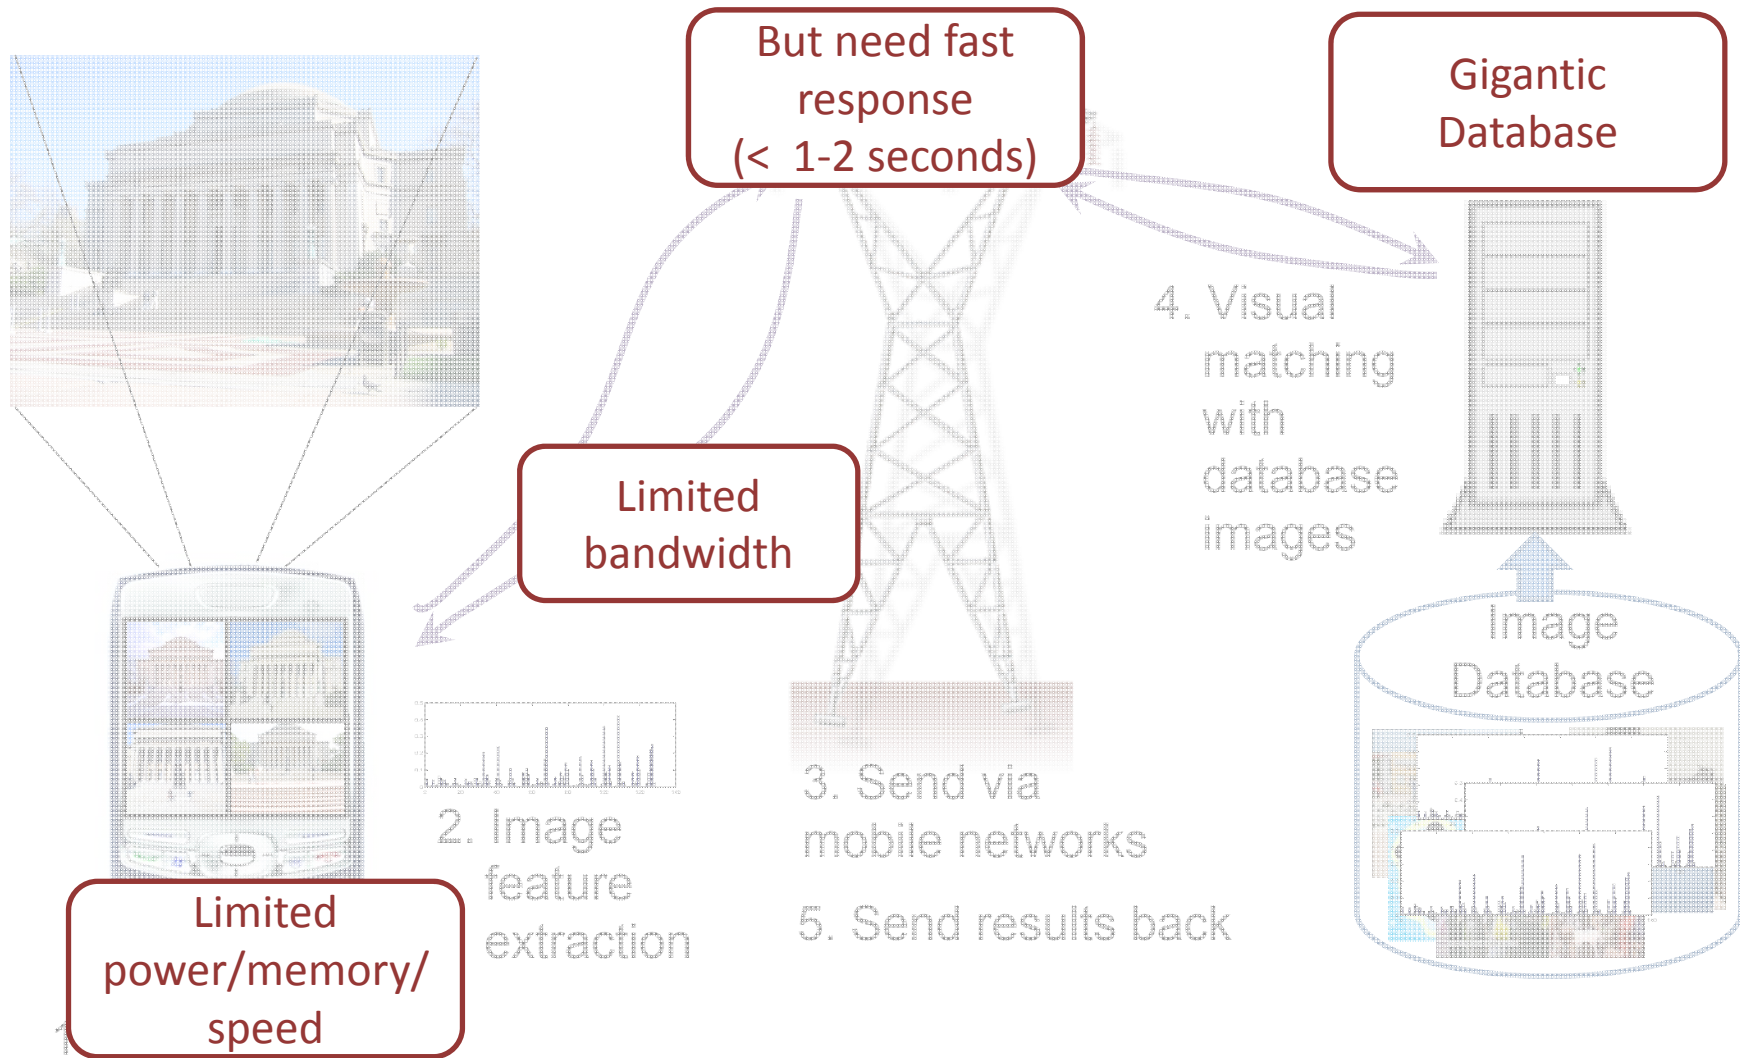 But need fast
response
(< 1-2 seconds)
Gigantic
Database
4. Visual
matching
with
database
images
Limited
bandwidth
Image
Database
2. Image
feature
extraction
3. Send via
mobile networks
5. Send results back
Limited
power/memory/
speed